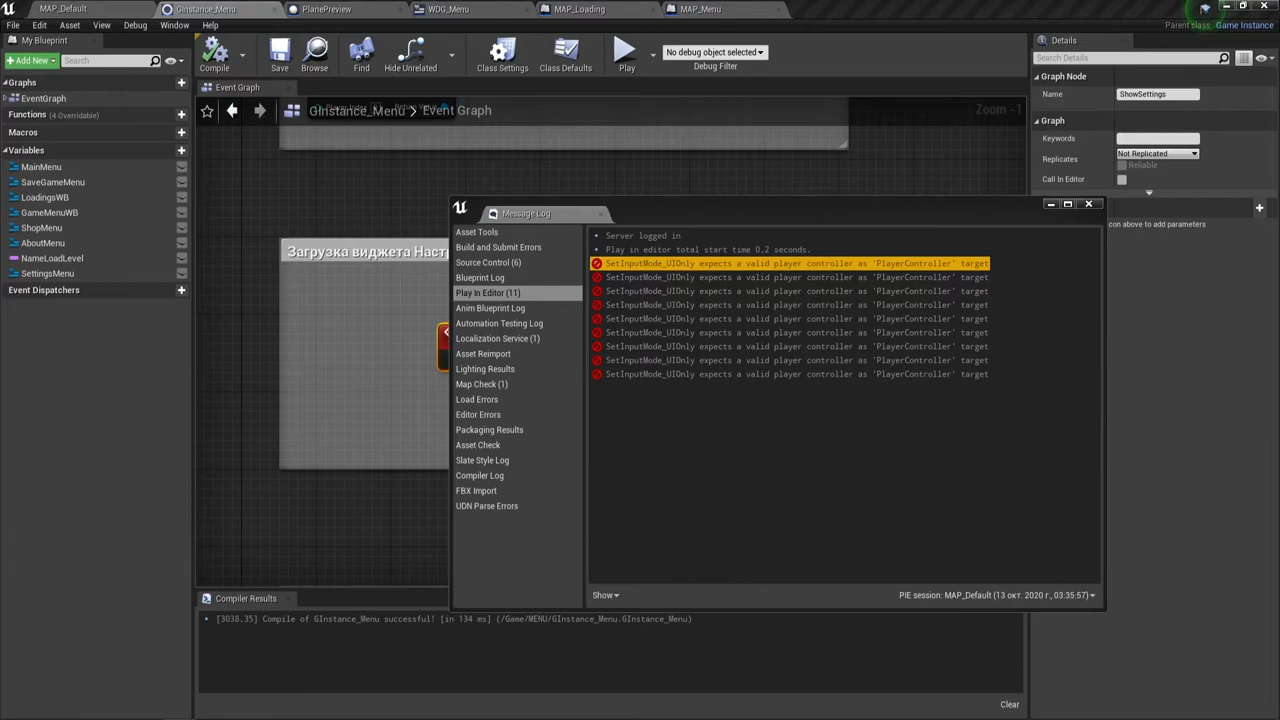 MAP_Default
GInstance_Menu
PlanePreview
WDG_Menu
MAP_Loading
MAP_Menu
File Edit Asset View Debug Window Help
Parent class: Game Instance
My Blueprint
Add New
Search
Compile
Save
Browse
Find
Hide Unrelated
Class Settings
Class Defaults
Play
No debug object selected
Debug Filter
Details
Search Details
Graphs
EventGraph
Functions (4 Overridable)
Macros
Variables
MainMenu
SaveGameMenu
LoadingsWB
GameMenuWB
ShopMenu
AboutMenu
NameLoadLevel
SettingsMenu
Event Dispatchers
Event Graph
GInstance_Menu > Event Graph
Zoom -1
Загрузка виджета Настр
Graph Node
Name ShowSettings
Graph
Keywords
Replicates Not Replicated
Reliable
Call In Editor
icon above to add parameters
Message Log
Asset Tools
Build and Submit Errors
Source Control (6)
Blueprint Log
Play In Editor (11)
Anim Blueprint Log
Automation Testing Log
Localization Service (1)
Asset Reimport
Lighting Results
Map Check (1)
Load Errors
Editor Errors
Packaging Results
Asset Check
Slate Style Log
Compiler Log
FBX Import
UDN Parse Errors
Server logged in
Play in editor total start time 0,2 seconds.
SetInputMode_UIOnly expects a valid player controller as 'PlayerController' target
SetInputMode_UIOnly expects a valid player controller as 'PlayerController' target
SetInputMode_UIOnly expects a valid player controller as 'PlayerController' target
SetInputMode_UIOnly expects a valid player controller as 'PlayerController' target
SetInputMode_UIOnly expects a valid player controller as 'PlayerController' target
SetInputMode_UIOnly expects a valid player controller as 'PlayerController' target
SetInputMode_UIOnly expects a valid player controller as 'PlayerController' target
SetInputMode_UIOnly expects a valid player controller as 'PlayerController' target
SetInputMode_UIOnly expects a valid player controller as 'PlayerController' target
Show
PIE session: MAP_Default (13 окт. 2020 г., 03:35:57)
Compiler Results
[3038,35] Compile of GInstance_Menu successful! [in 134 ms] (/Game/MENU/GInstance_Menu.GInstance_Menu)
Clear